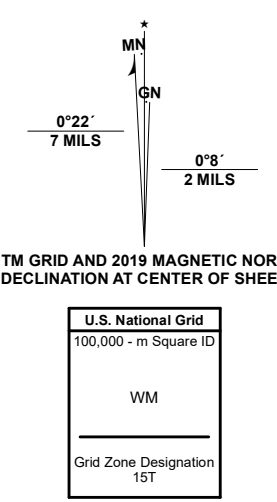 ★
MN
GN
0°22´
7 MILS
0°8´
2 MILS
TM GRID AND 2019 MAGNETIC NOR
DECLINATION AT CENTER OF SHEE
U.S. National Grid
100,000 - m Square ID
WM
Grid Zone Designation
15T